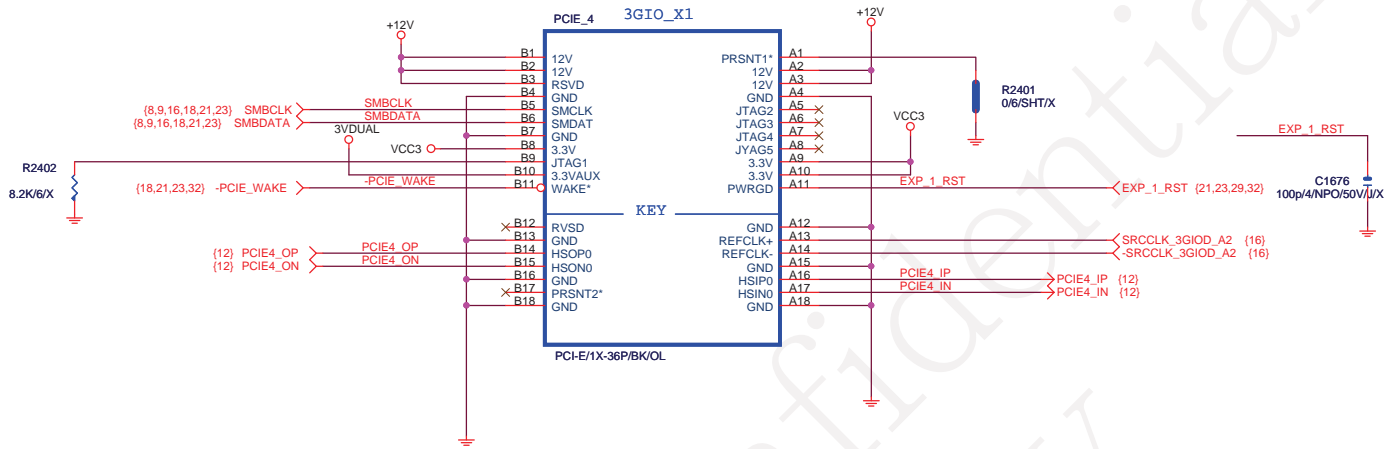 3GIO_X1
PCIE_4
+12V
+12V
B1 12V
B2 12V
B3 RSVD
B4 GND
{8,9,16,18,21,23} SMBCLK SMBCLK B5 SMCLK
{8,9,16,18,21,23} SMBDATA SMBDATA B6 SMDAT
3VDUAL B7 GND
VCC3 B8 3.3V
R2402
8.2K/6/X
B9 JTAG1
B10 3.3VAUX
{18,21,23,32} -PCIE_WAKE -PCIE_WAKE B11 WAKE*
KEY
B12 RVSD
B13 GND
{12} PCIE4_OP PCIE4_OP B14 HSOP0
{12} PCIE4_ON PCIE4_ON B15 HSON0
B16 GND
B17 PRSNT2*
B18 GND
PRSNT1* A1
12V A2
12V A3
GND A4
JTAG2 A5
JTAG3 A6
JTAG4 A7
JYAG5 A8
3.3V A9
3.3V A10
PWRGD A11 EXP_1_RST EXP_1_RST {21,23,29,32}
GND A12
REFCLK+ A13 SRCCLK_3GIOD_A2 {16}
REFCLK- A14 -SRCCLK_3GIOD_A2 {16}
GND A15
HSIP0 A16 PCIE4_IP PCIE4_IP {12}
HSIN0 A17 PCIE4_IN PCIE4_IN {12}
GND A18
VCC3
R2401
0/6/SHT/X
EXP_1_RST
C1676
100p/4/NPO/50V/J/X
PCI-E/1X-36P/BK/OL